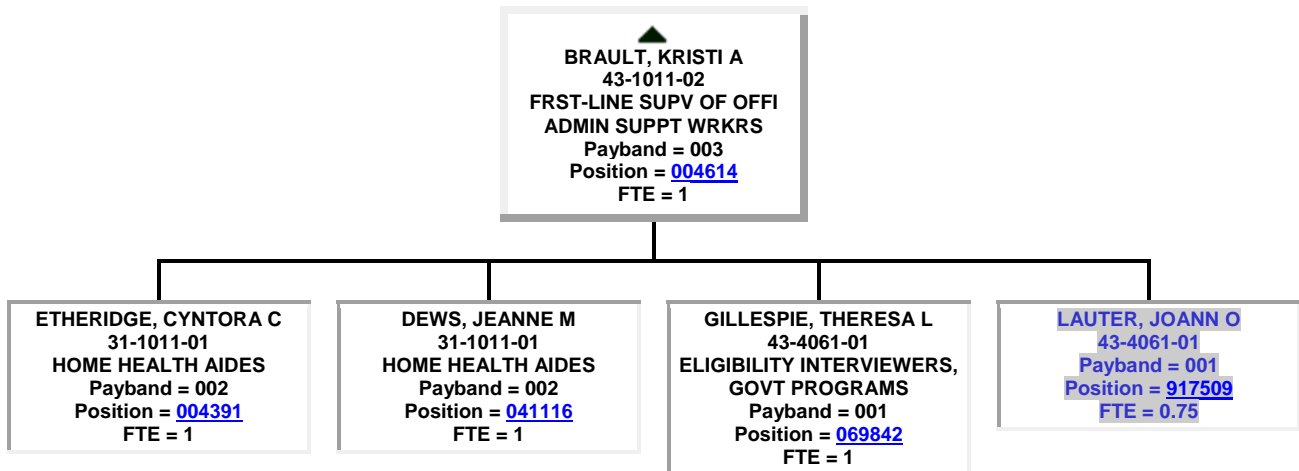 BRAULT, KRISTI A
43-1011-02
FRST-LINE SUPV OF OFFI
ADMIN SUPPT WRKRS
Payband = 003
Position = 004614
FTE = 1
ETHERIDGE, CYNTORA C
31-1011-01
HOME HEALTH AIDES
Payband = 002
Position = 004391
FTE = 1
DEWS, JEANNE M
31-1011-01
HOME HEALTH AIDES
Payband = 002
Position = 041116
FTE = 1
GILLESPIE, THERESA L
43-4061-01
ELIGIBILITY INTERVIEWERS,
GOVT PROGRAMS
Payband = 001
Position = 069842
FTE = 1
LAUTER, JOANN O
43-4061-01
Payband = 001
Position = 917509
FTE = 0.75